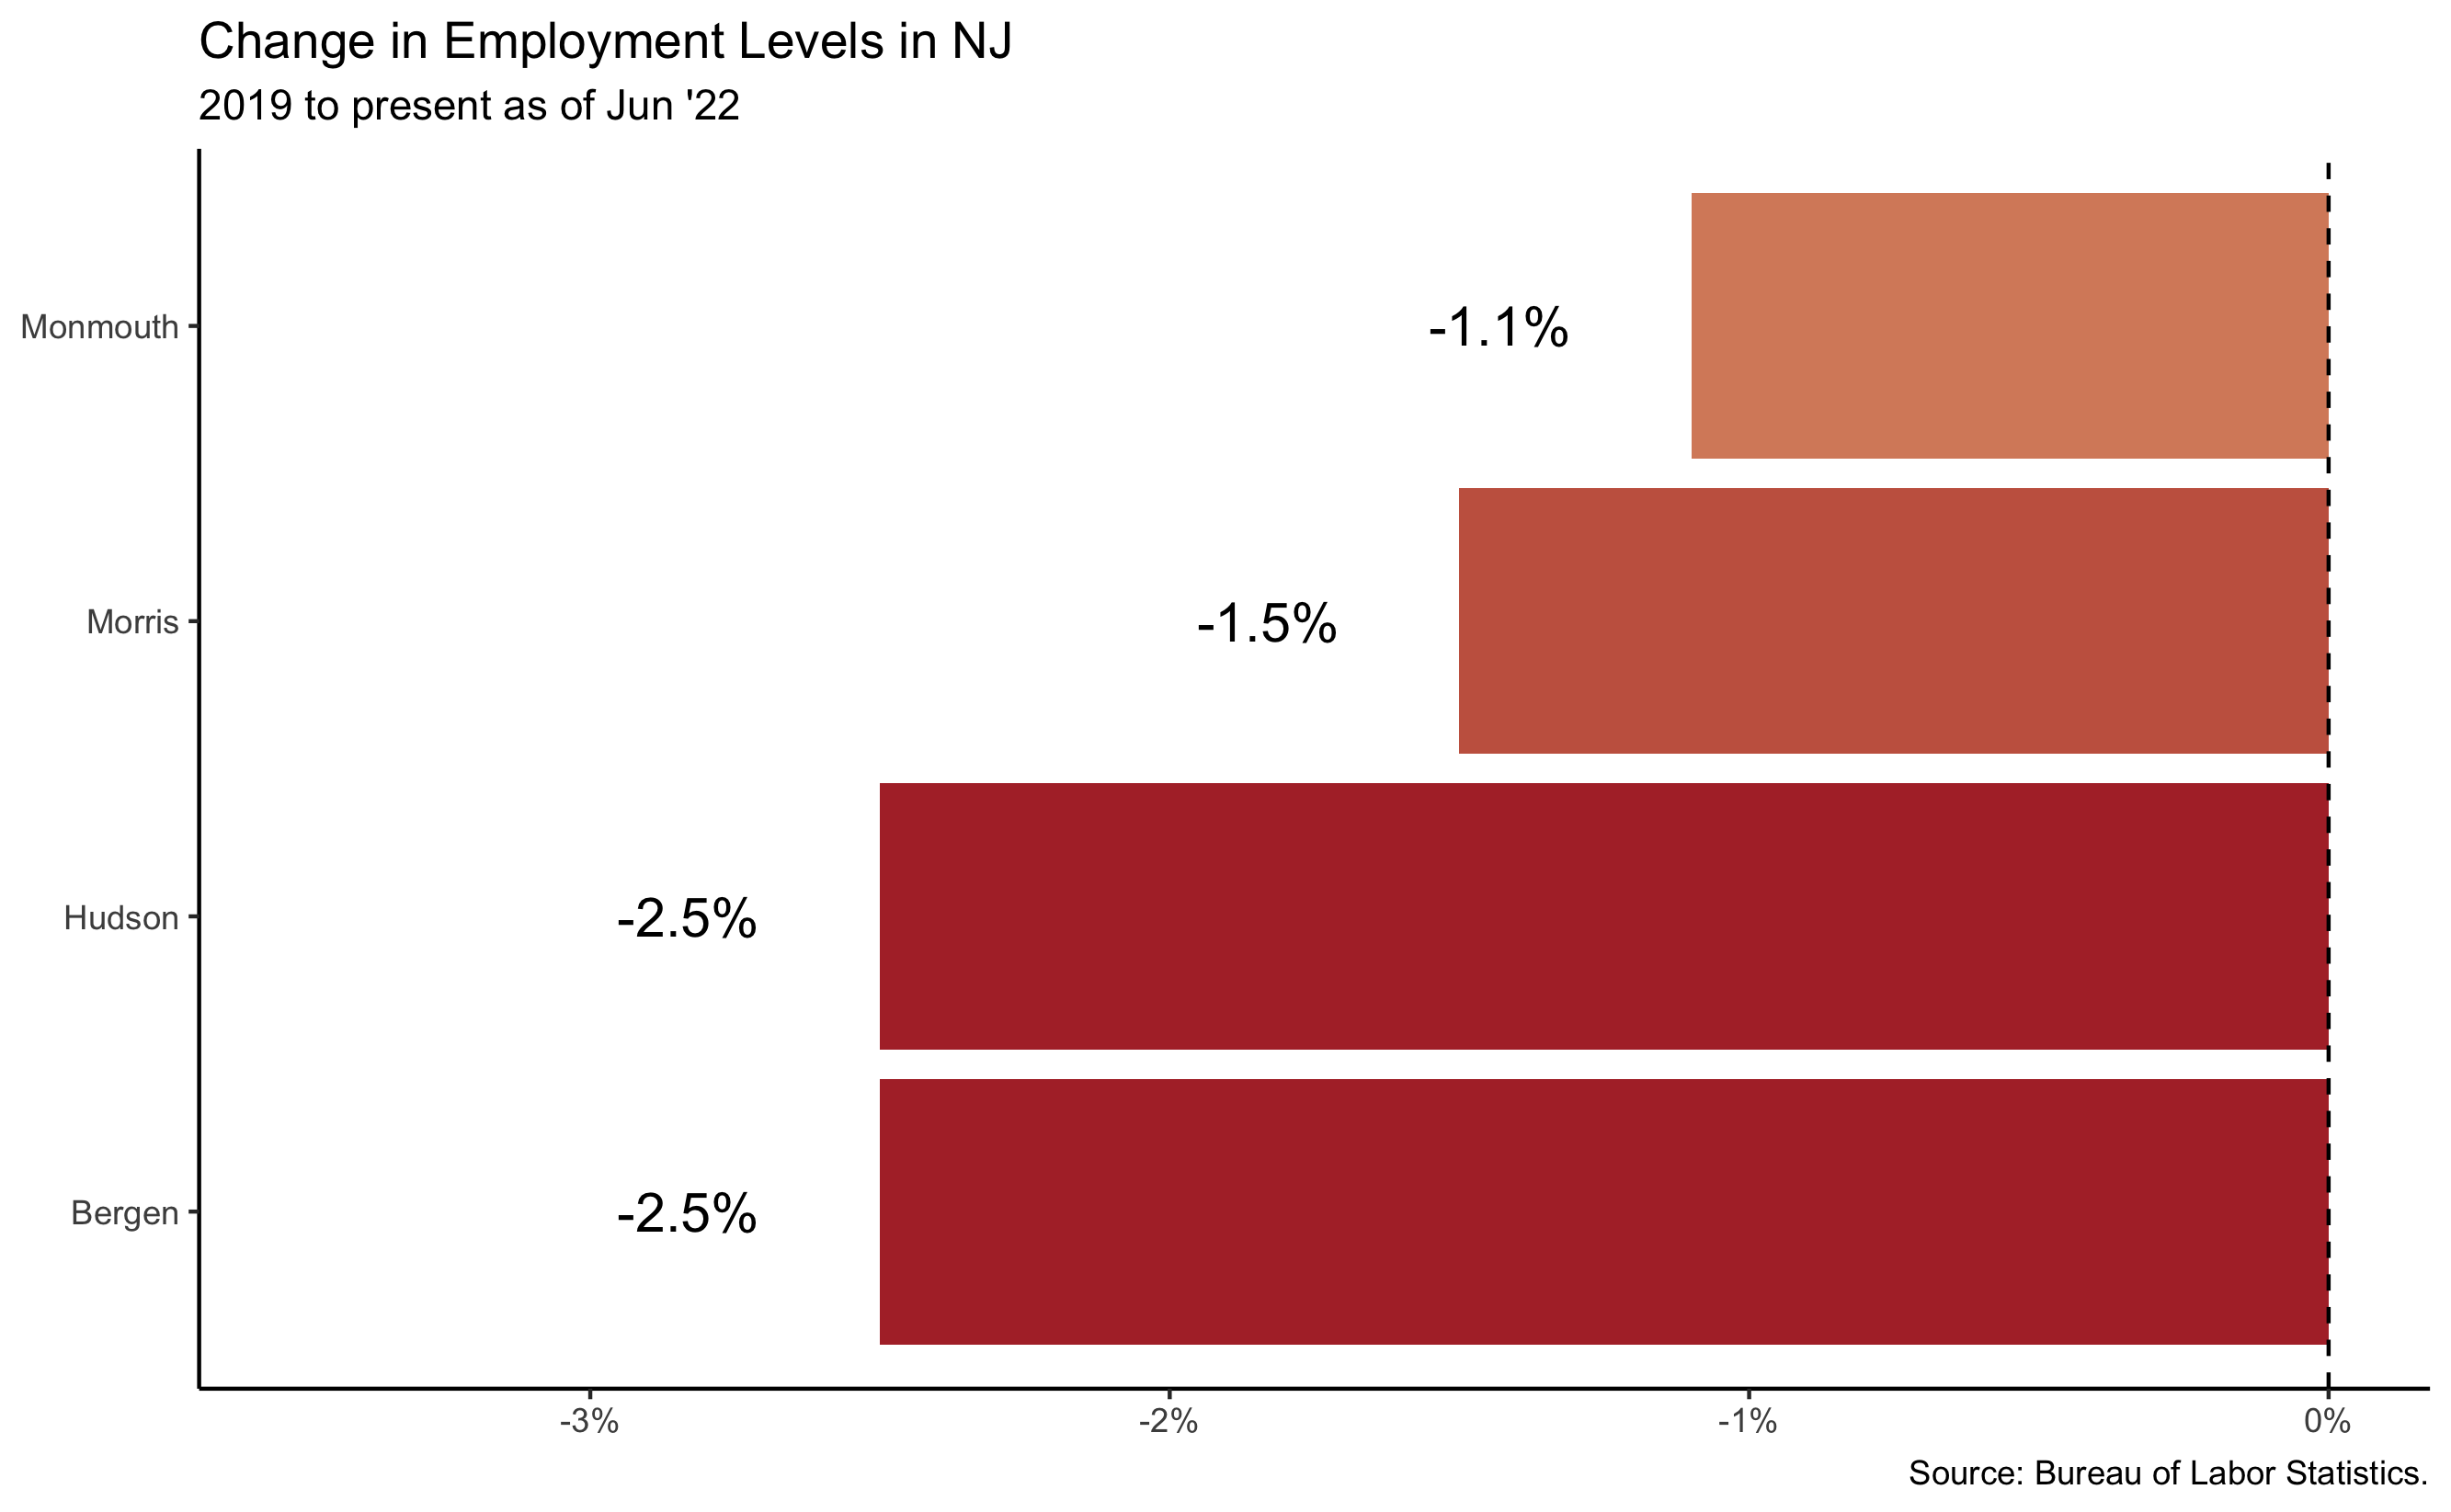 Change in Employment Levels in NJ
2019 to present as of Jun '22
Monmouth
-1.1%
Morris
-1.5%
Hudson
-2.5%
Bergen
-2.5%
-3%
-2%
-1%
0%
Source: Bureau of Labor Statistics.